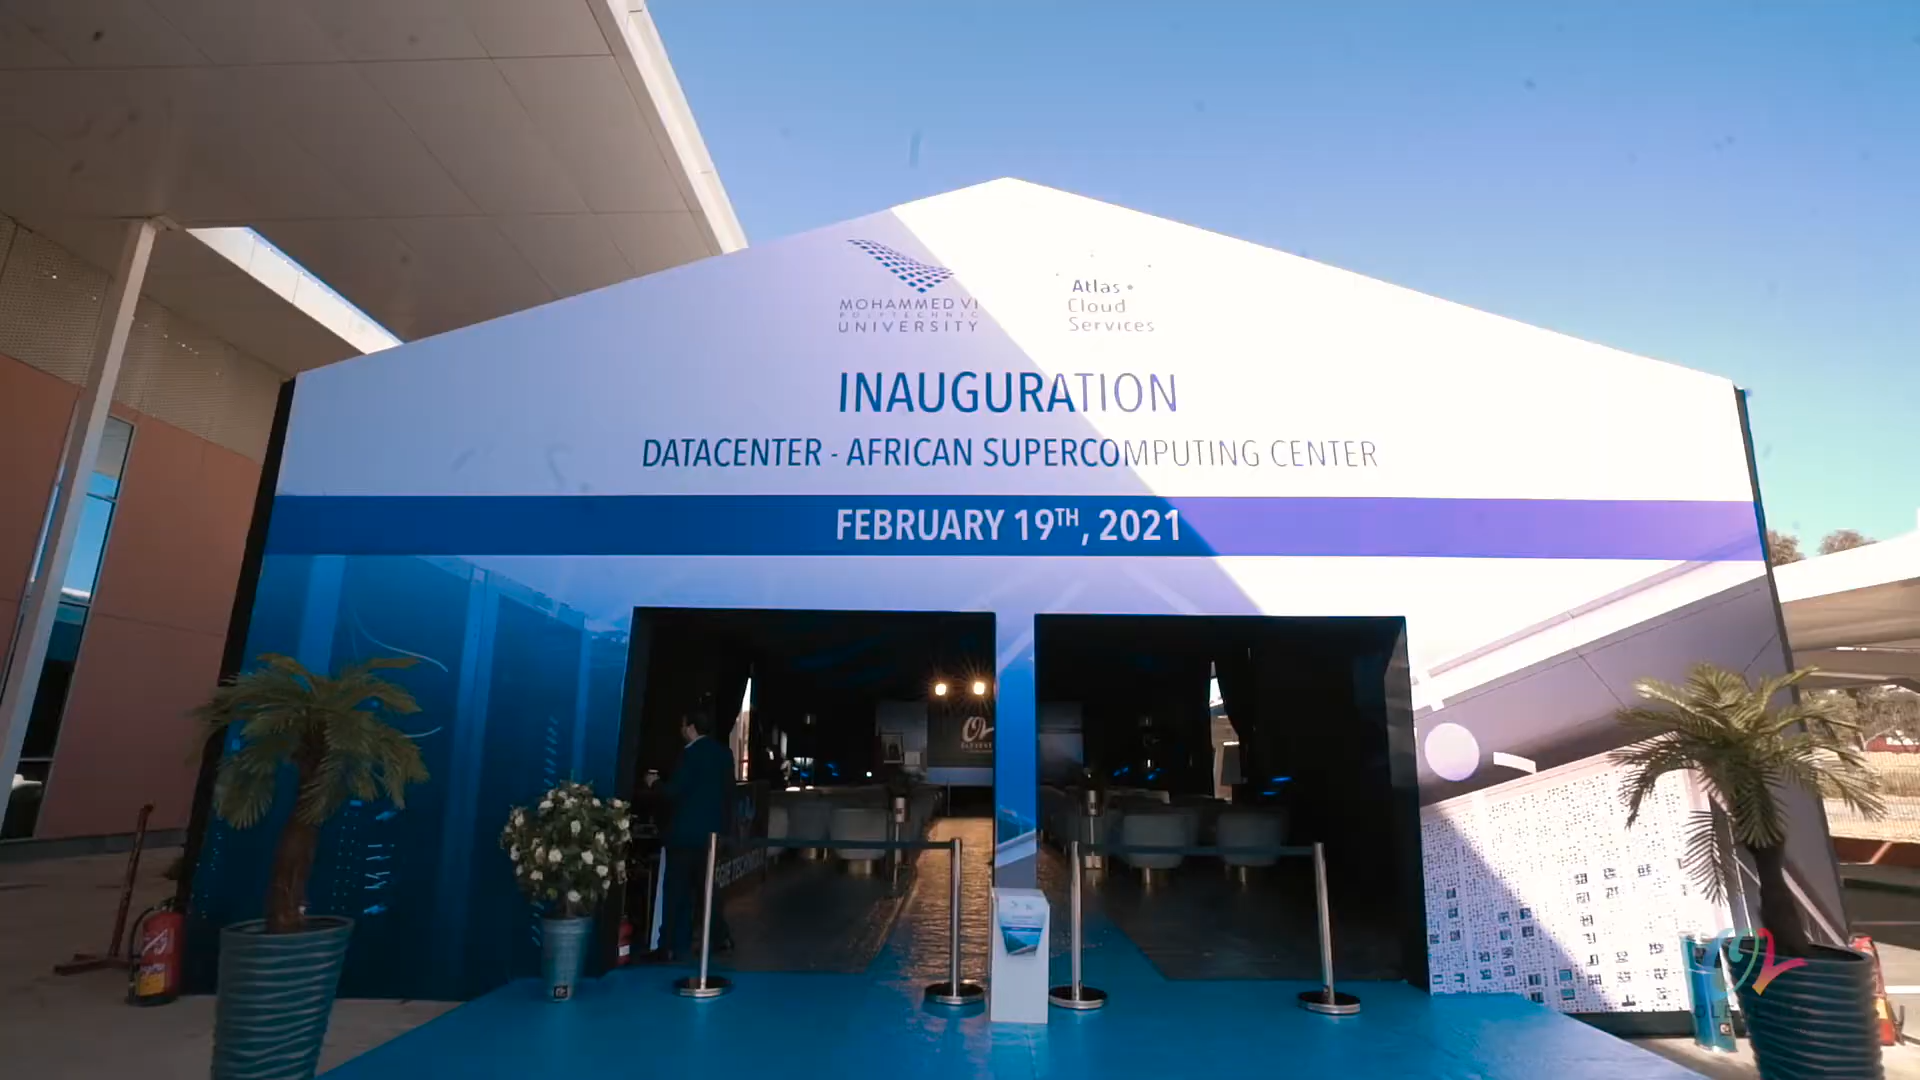 MOHAMMED VI
POLYTECHNIC
UNIVERSITY
Atlas
Cloud
Services
INAUGURATION
DATACENTER - AFRICAN SUPERCOMPUTING CENTER
FEBRUARY 19TH, 2021